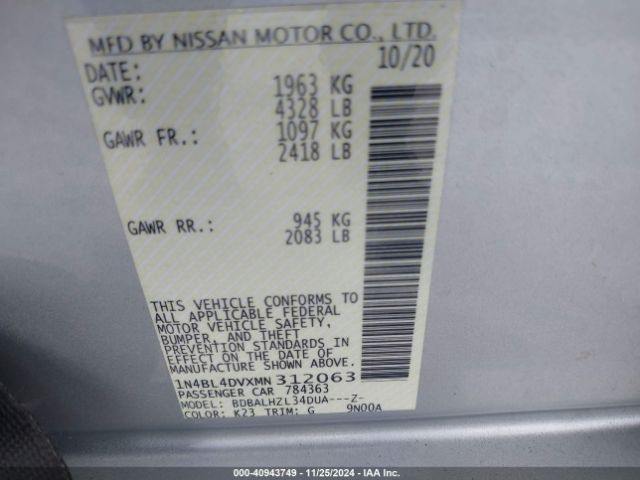 MFD BY NISSAN MOTOR CO., LTD.
DATE: 10/20
GVWR: 1963 KG
4328 LB
GAWR FR.: 1097 KG
2418 LB
GAWR RR.: 945 KG
2083 LB
THIS VEHICLE CONFORMS TO
ALL APPLICABLE FEDERAL
MOTOR VEHICLE SAFETY,
BUMPER, AND THEFT
PREVENTION STANDARDS IN
EFFECT ON THE DATE OF
MANUFACTURE SHOWN ABOVE.
1N4BL4DVXMN312063
PASSENGER CAR 784363
MODEL: BDBALHZL34DUA---Z-
COLOR: K23 TRIM: G 9N00A
000-40943749 - 11/25/2024 - IAA Inc.